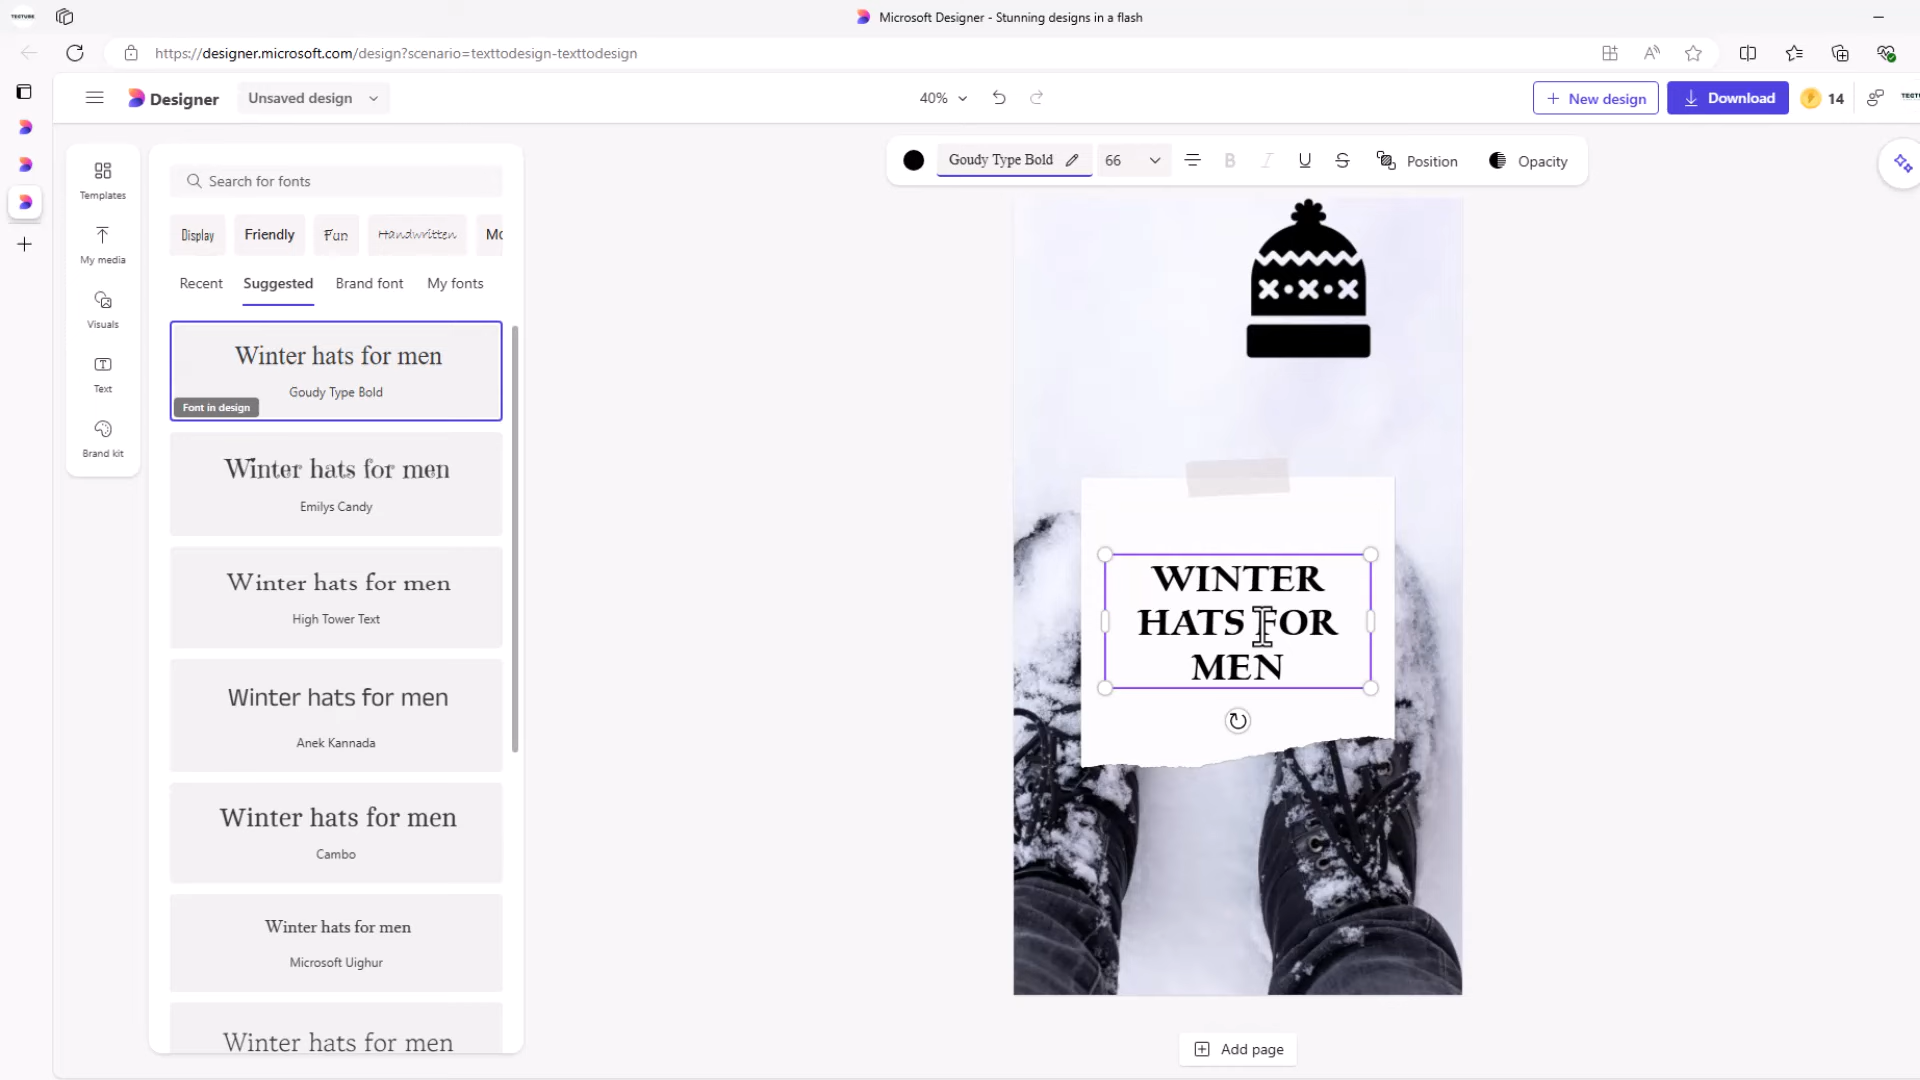 TECTURE
Microsoft Designer - Stunning designs in a flash
https://designer.microsoft.com/design?scenario=texttodesign-texttodesign
Designer
Unsaved design
40%
New design
Download
14
Templates
My media
Visuals
Text
Brand kit
Search for fonts
Display
Friendly
Fun
Handwritten
Mo
Recent
Suggested
Brand font
My fonts
Winter hats for men
Goudy Type Bold
Font in design
Winter hats for men
Emilys Candy
Winter hats for men
High Tower Text
Winter hats for men
Anek Kannada
Winter hats for men
Cambo
Winter hats for men
Microsoft Uighur
Winter hats for men
Goudy Type Bold
66
B
I
U
S
Position
Opacity
WINTER
HATS FOR
MEN
Add page